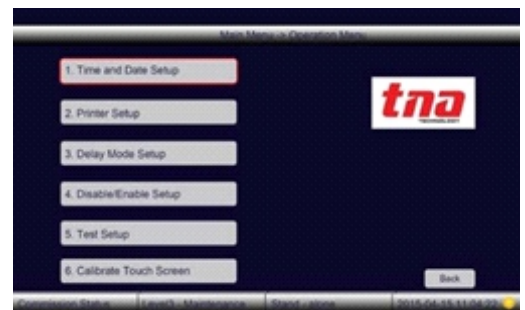 Main Menu -> Operation Menu
1. Time and Date Setup
tna
2. Printer Setup
3. Delay Mode Setup
4. Disable/Enable Setup
5. Test Setup
6. Calibrate Touch Screen
Back
Commission Status
Level3 - Maintenance
Stand - alone
2015-04-15 11:04:22